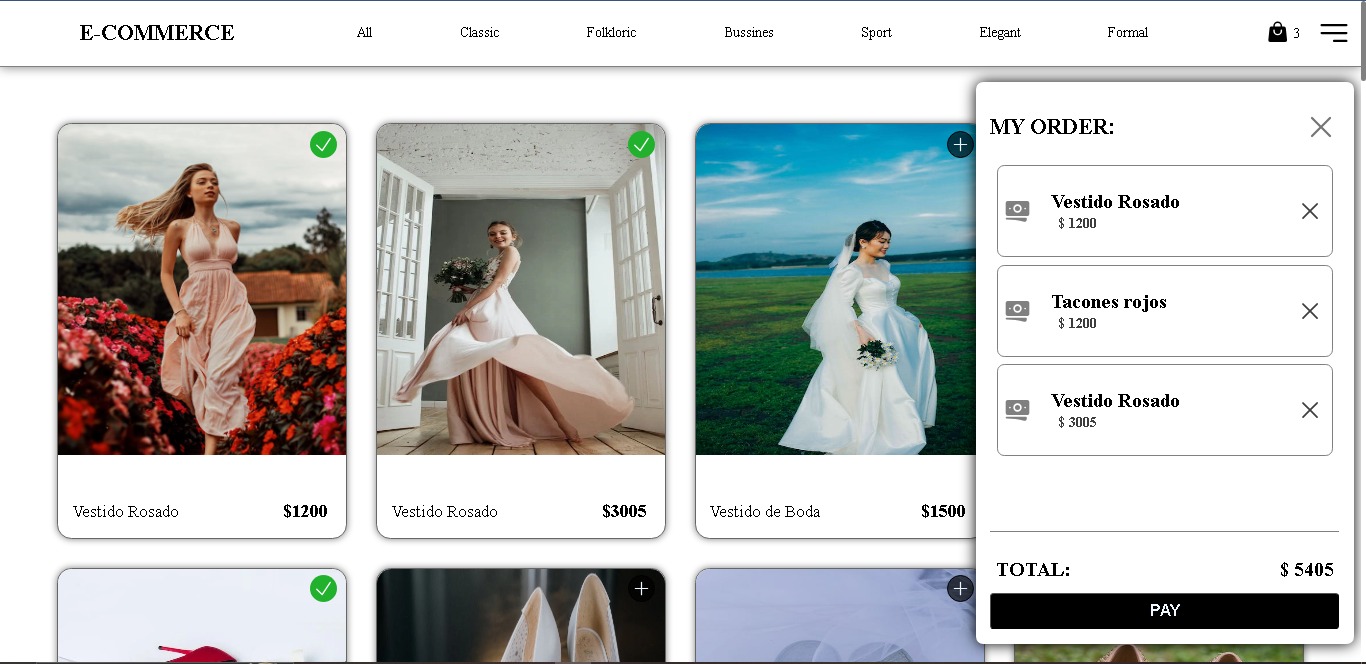 E-COMMERCE
All
Classic
Folkloric
Bussines
Sport
Elegant
Formal
3
Vestido Rosado
$1200
Vestido Rosado
$3005
Vestido de Boda
$1500
MY ORDER:
Vestido Rosado
$ 1200
Tacones rojos
$ 1200
Vestido Rosado
$ 3005
TOTAL:
$ 5405
PAY